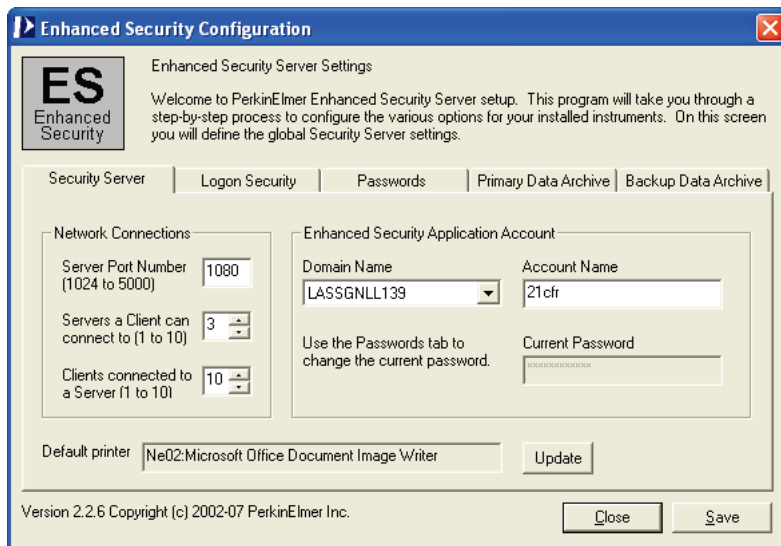 Enhanced Security Configuration
ES
Enhanced
Security
Enhanced Security Server Settings
Welcome to PerkinElmer Enhanced Security Server setup. This program will take you through a
step-by-step process to configure the various options for your installed instruments. On this screen
you will define the global Security Server settings.
Security Server
Logon Security
Passwords
Primary Data Archive
Backup Data Archive
Network Connections
Server Port Number
(1024 to 5000)
1080
Servers a Client can
connect to (1 to 10)
3
Clients connected to
a Server (1 to 10)
10
Enhanced Security Application Account
Domain Name
LASSGNLL139
Account Name
21cfr
Use the Passwords tab to
change the current password.
Current Password
xxxxxxxxxxxx
Default printer
Ne02:Microsoft Office Document Image Writer
Update
Version 2.2.6 Copyright (c) 2002-07 PerkinElmer Inc.
Close
Save